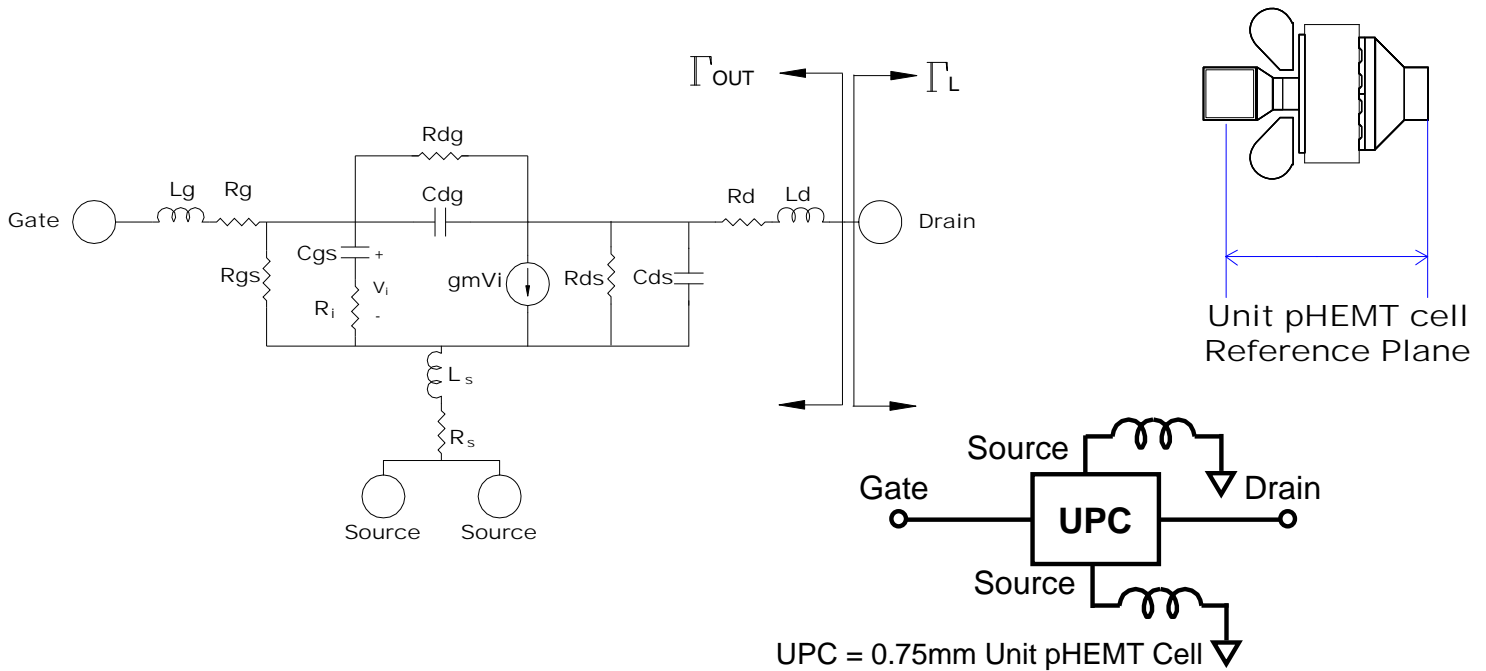 ΓOUT
ΓL
Rdg
Cdg
Lg
Rg
Rd
Ld
Gate
Drain
Cgs
+
Rgs
Vi
Ri
-
gmVi
Rds
Cds
Ls
Rs
Source
Source
Unit pHEMT cell
Reference Plane
Source
Gate
Drain
UPC
Source
UPC = 0.75mm Unit pHEMT Cell